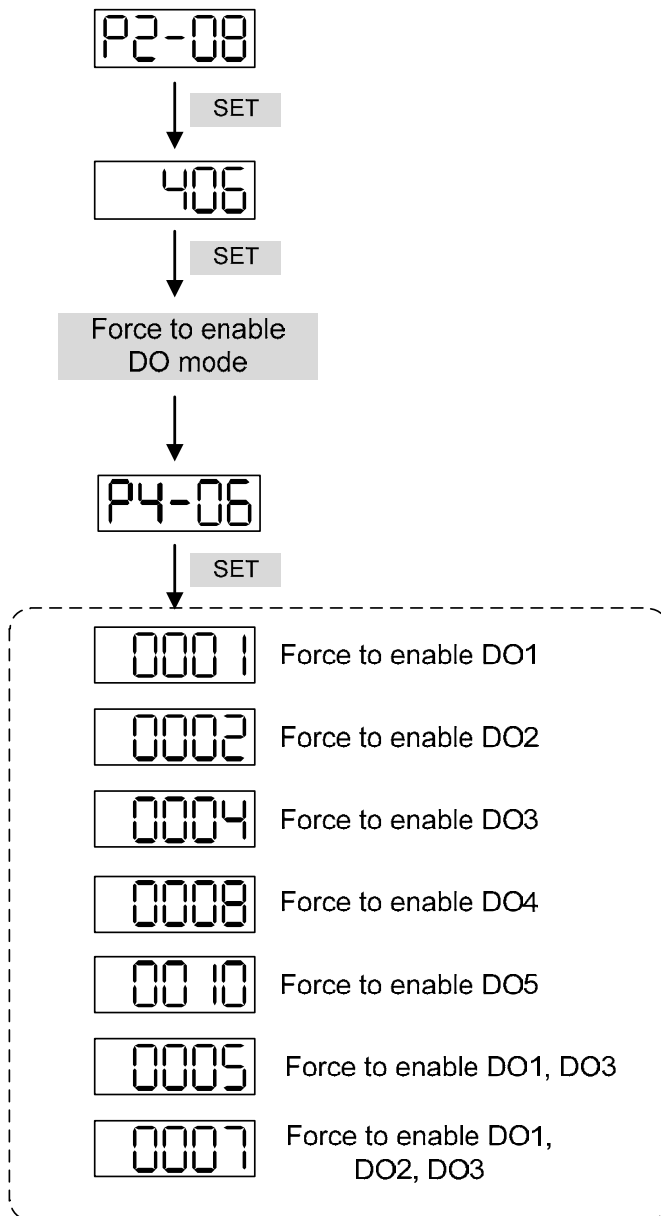 P2-08
SET
406
SET
Force to enable
DO mode
P4-06
SET
0001 Force to enable DO1
0002 Force to enable DO2
0004 Force to enable DO3
0008 Force to enable DO4
0010 Force to enable DO5
0005 Force to enable DO1, DO3
0007 Force to enable DO1,
DO2, DO3